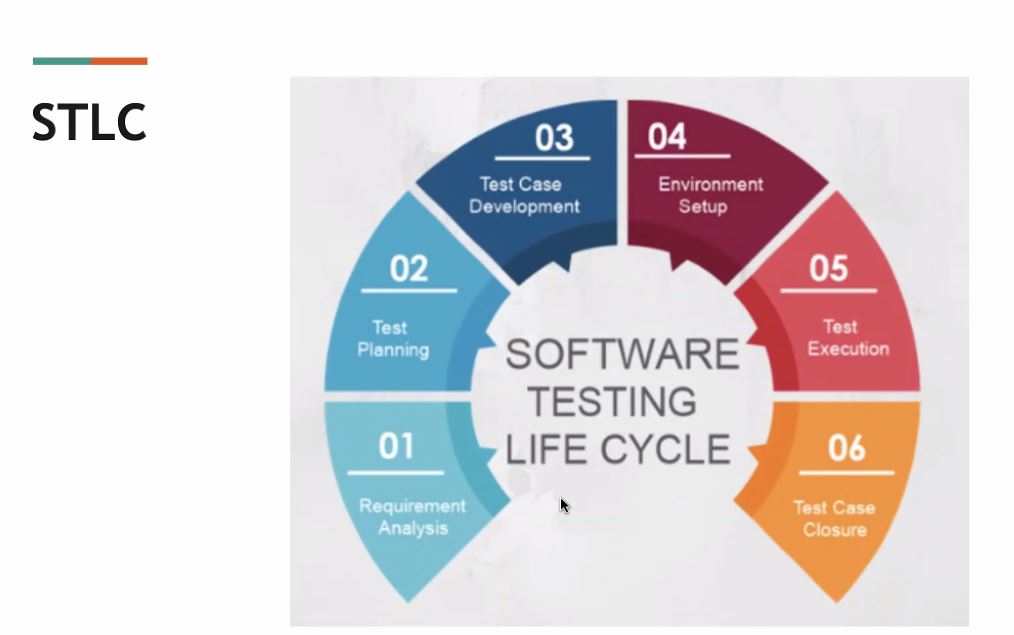 STLC
01
Requirement
Analysis
02
Test
Planning
03
Test Case
Development
04
Environment
Setup
05
Test
Execution
06
Test Case
Closure
SOFTWARE
TESTING
LIFE CYCLE